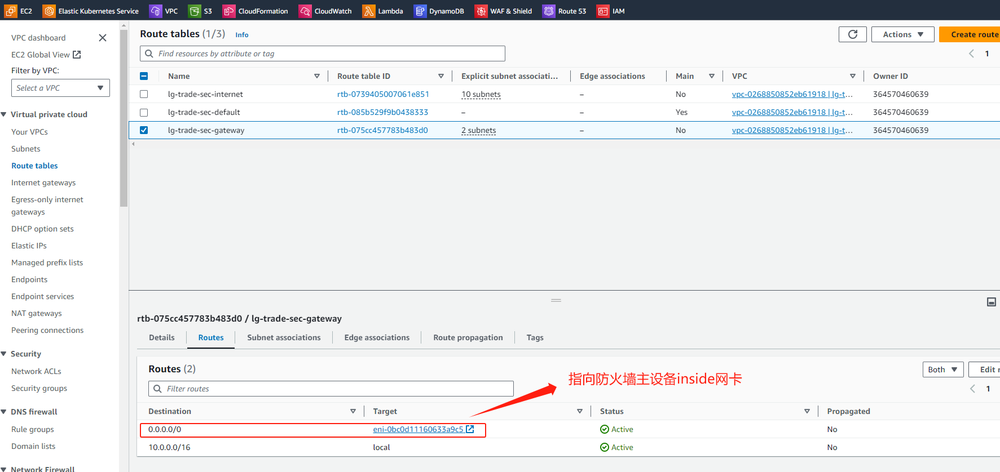 EC2 Elastic Kubernetes Service VPC S3 CloudFormation CloudWatch Lambda DynamoDB WAF & Shield Route 53 IAM
VPC dashboard
EC2 Global View
Filter by VPC:
Select a VPC
Virtual private cloud
Your VPCs
Subnets
Route tables
Internet gateways
Egress-only internet
gateways
DHCP option sets
Elastic IPs
Managed prefix lists
Endpoints
Endpoint services
NAT gateways
Peering connections
Security
Network ACLs
Security groups
DNS firewall
Rule groups
Domain lists
Network Firewall
Route tables (1/3) Info
Actions
Create route
Find resources by attribute or tag
1
Name Route table ID Explicit subnet associati... Edge associations Main VPC Owner ID
lg-trade-sec-internet rtb-0739405007061e851 10 subnets – No vpc-0268850852eb61918 | lg-t... 364570460639
lg-trade-sec-default rtb-085b529f9b0438333 – – Yes vpc-0268850852eb61918 | lg-t... 364570460639
lg-trade-sec-gateway rtb-075cc457783b483d0 2 subnets – No vpc-0268850852eb61918 | lg-t... 364570460639
rtb-075cc457783b483d0 / lg-trade-sec-gateway
Details Routes Subnet associations Edge associations Route propagation Tags
Routes (2)
Both
Edit r
指向防火墙主设备inside网卡
Filter routes
1
Destination Target Status Propagated
0.0.0.0/0 eni-0bc0d11160633a9c5 Active No
10.0.0.0/16 local Active No